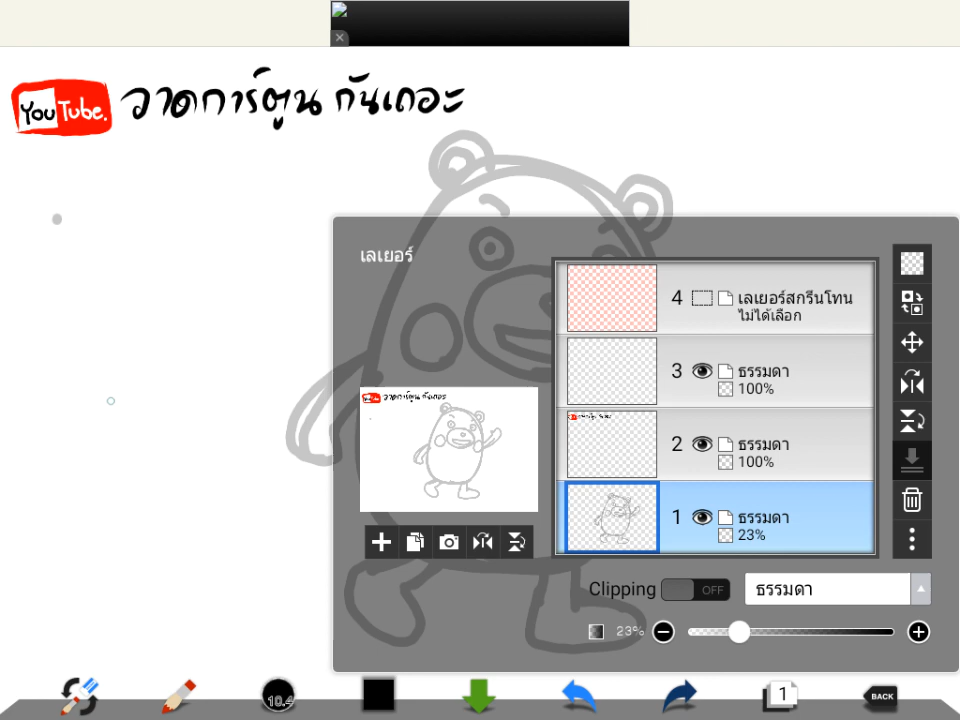 YouTube. วาดการ์ตูน กันเถอะ
เลเยอร์
4 เลเยอร์สกรีนโทน
ไม่ได้เลือก
3 ธรรมดา
100%
2 ธรรมดา
100%
1 ธรรมดา
23%
Clipping OFF ธรรมดา
23%
10.4
1
BACK